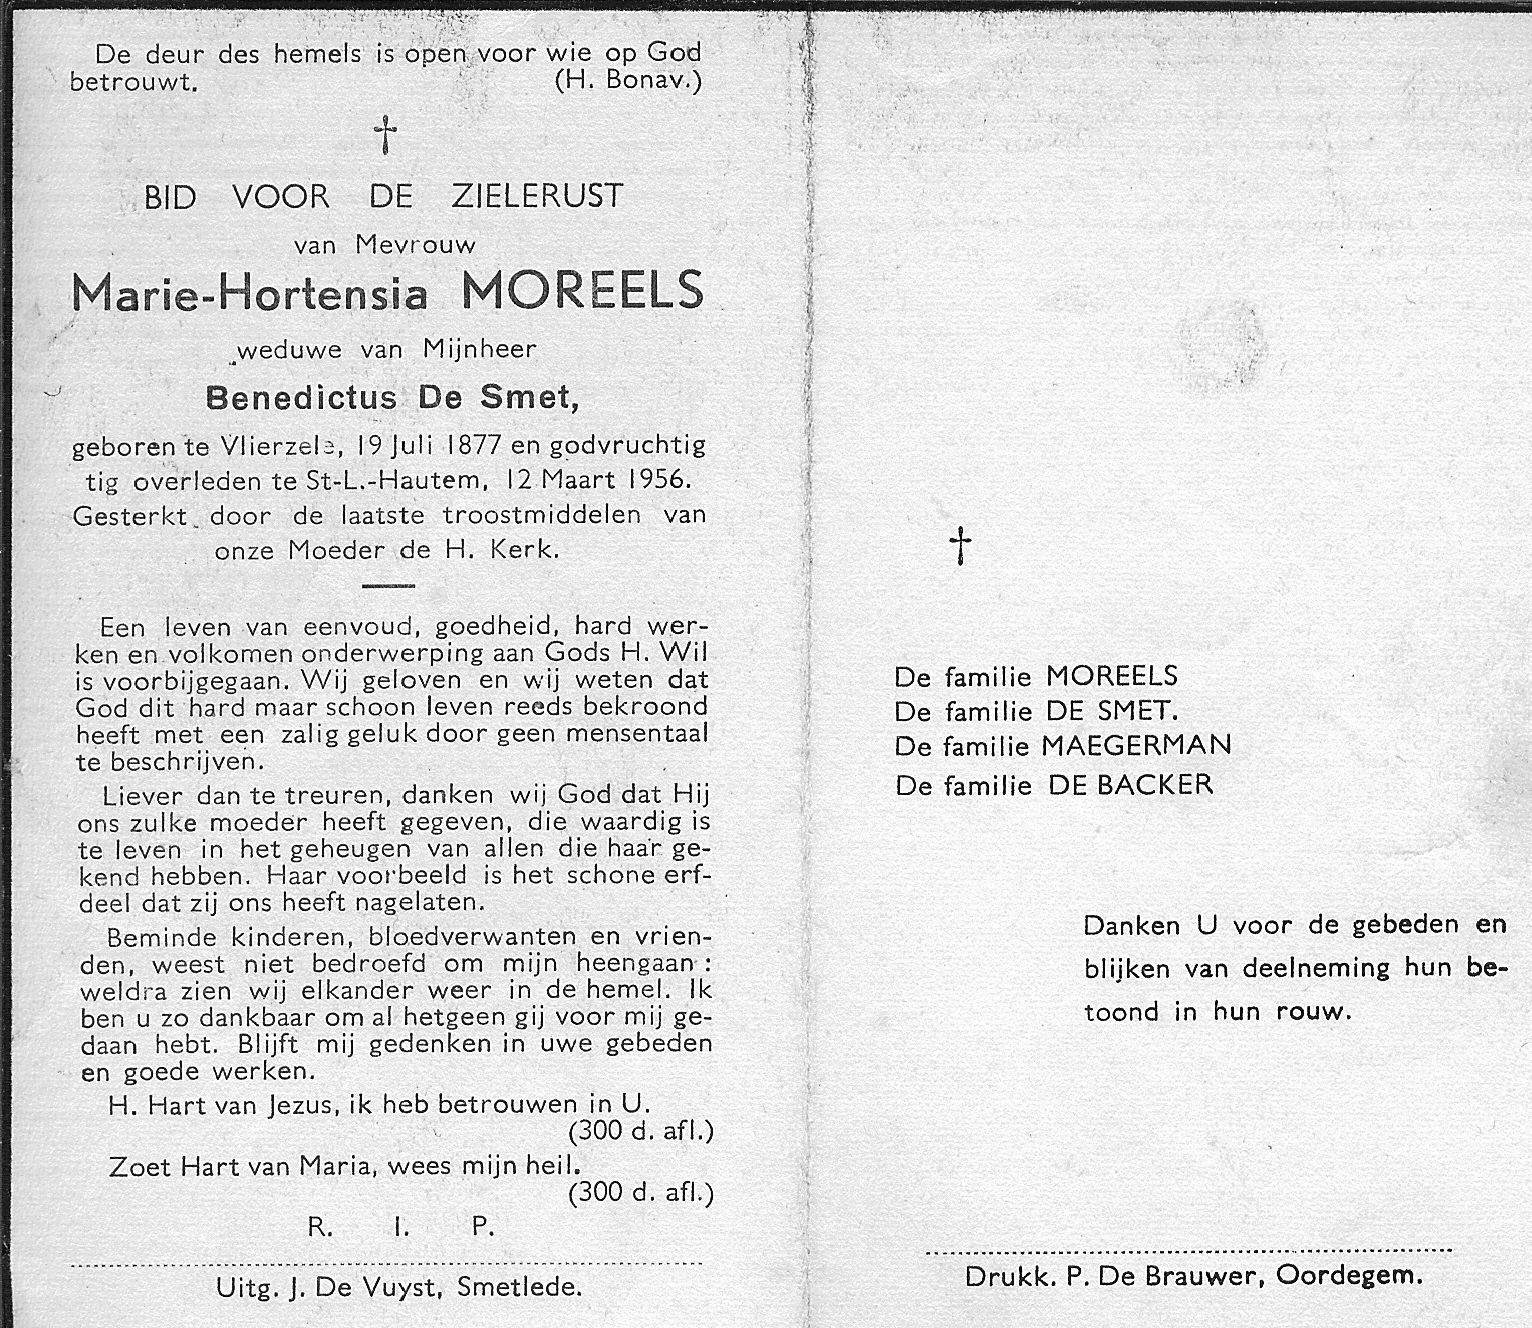 De deur des hemels is open voor wie op God
betrouwt. (H. Bonav.)
†
BID VOOR DE ZIELERUST
van Mevrouw
Marie-Hortensia MOREELS
weduwe van Mijnheer
Benedictus De Smet,
geboren te Vlierzele, 19 Juli 1877 en godvruchtig
tig overleden te St-L.-Hautem, 12 Maart 1956.
Gesterkt door de laatste troostmiddelen van
onze Moeder de H. Kerk.
Een leven van eenvoud, goedheid, hard wer-
ken en volkomen onderwerping aan Gods H. Wil
is voorbijgegaan. Wij geloven en wij weten dat
God dit hard maar schoon leven reeds bekroond
heeft met een zalig geluk door geen mensentaal
te beschrijven.
Liever dan te treuren, danken wij God dat Hij
ons zulke moeder heeft gegeven, die waardig is
te leven in het geheugen van allen die haar ge-
kend hebben. Haar voorbeeld is het schone erf-
deel dat zij ons heeft nagelaten.
Beminde kinderen, bloedverwanten en vrien-
den, weest niet bedroefd om mijn heengaan :
weldra zien wij elkander weer in de hemel. Ik
ben u zo dankbaar om al hetgeen gij voor mij ge-
daan hebt. Blijft mij gedenken in uwe gebeden
en goede werken.
H. Hart van Jezus, ik heb betrouwen in U.
(300 d. afl.)
Zoet Hart van Maria, wees mijn heil.
(300 d. afl.)
R. I. P.
Uitg. J. De Vuyst, Smetlede.
†
De familie MOREELS
De familie DE SMET.
De familie MAEGERMAN
De familie DE BACKER
Danken U voor de gebeden en
blijken van deelneming hun be-
toond in hun rouw.
Drukk. P. De Brauwer, Oordegem.